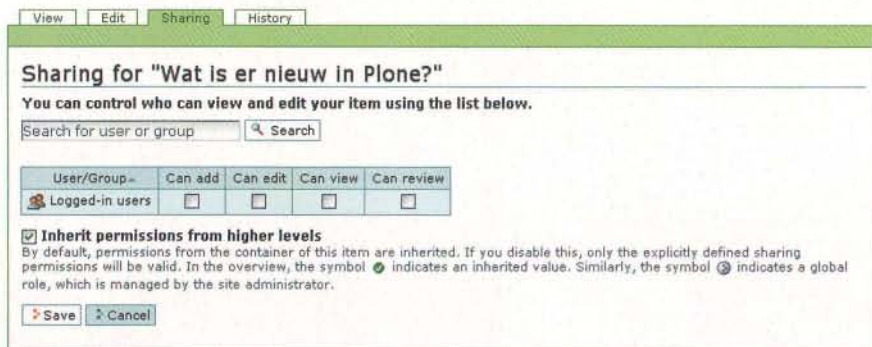 View Edit Sharing History
Sharing for "Wat is er nieuw in Plone?"
You can control who can view and edit your item using the list below.
Search for user or group Search
User/Group Can add Can edit Can view Can review
Logged-in users
Inherit permissions from higher levels
By default, permissions from the container of this item are inherited. If you disable this, only the explicitly defined sharing
permissions will be valid. In the overview, the symbol indicates an inherited value. Similarly, the symbol indicates a global
role, which is managed by the site administrator.
Save Cancel